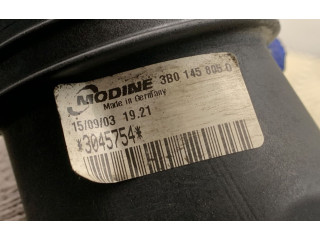 MODINE 3B0 145 805
Made in Germany
15/09/03 19.21
*3045754*